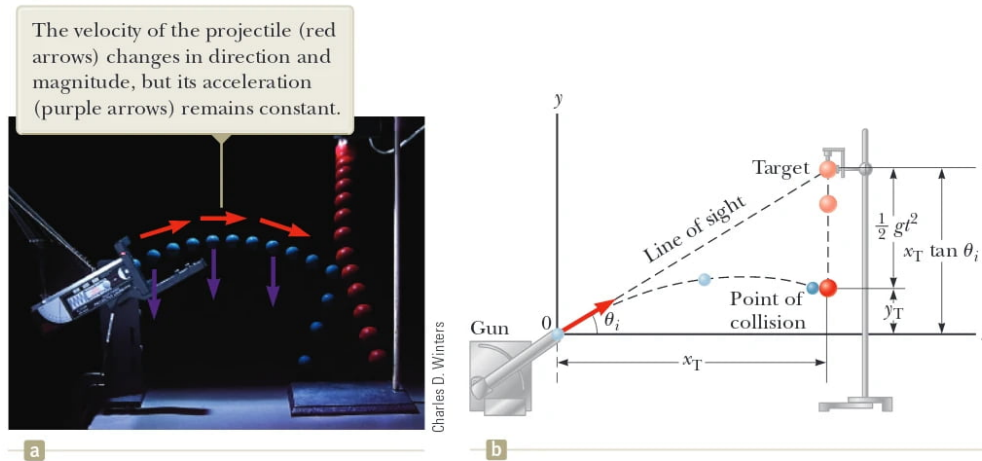 The velocity of the projectile (red
arrows) changes in direction and
magnitude, but its acceleration
(purple arrows) remains constant.
Charles D. Winters
a
y
Target
Line of sight
½ gt²
x_T tan θ_i
Point of
collision
y_T
Gun
0
θ_i
x_T
b